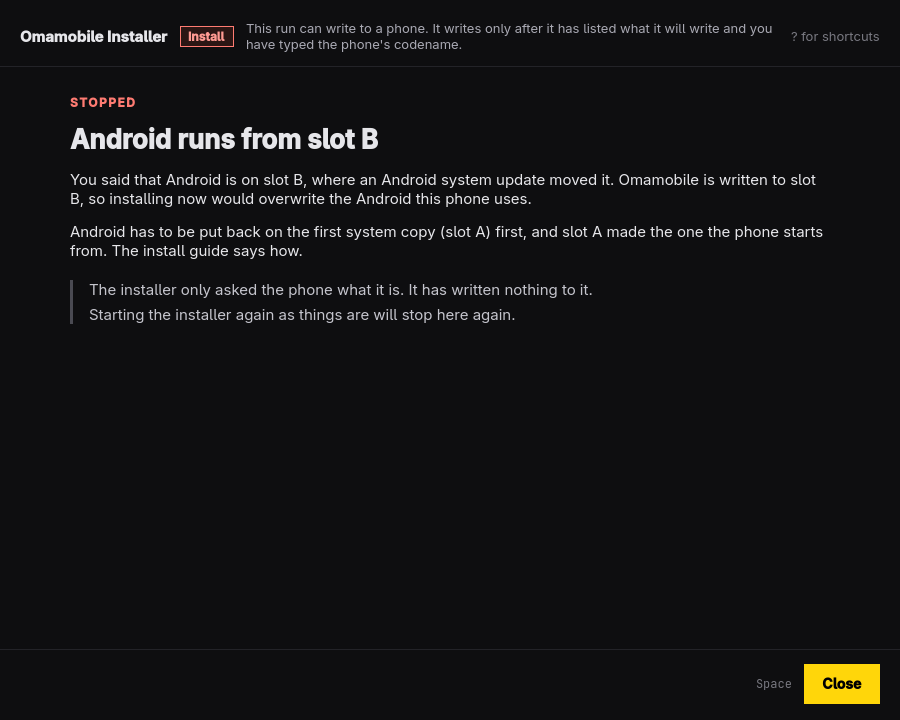 Omamobile Installer
Install
This run can write to a phone. It writes only after it has listed what it will write and you
have typed the phone's codename.
? for shortcuts
STOPPED
Android runs from slot B
You said that Android is on slot B, where an Android system update moved it. Omamobile is written to slot
B, so installing now would overwrite the Android this phone uses.
Android has to be put back on the first system copy (slot A) first, and slot A made the one the phone starts
from. The install guide says how.
The installer only asked the phone what it is. It has written nothing to it.
Starting the installer again as things are will stop here again.
Space
Close